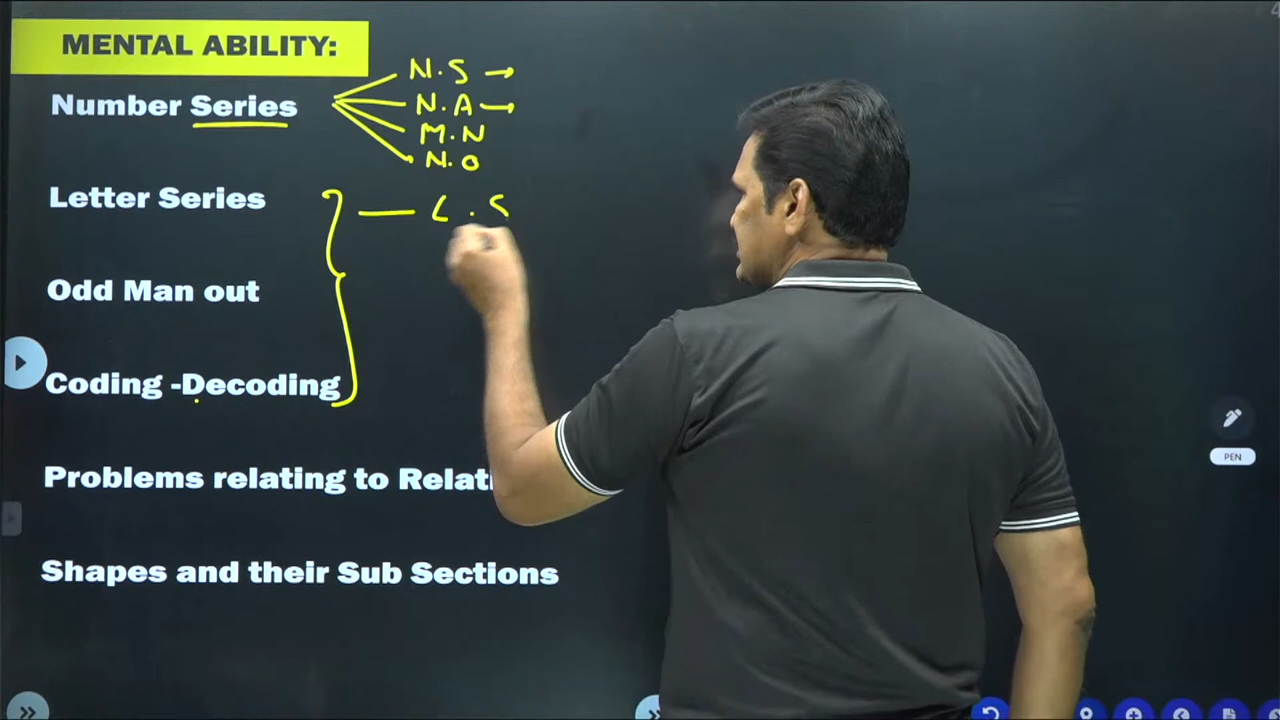 MENTAL ABILITY:
Number Series
N.S →
N.A →
M.N
N.O
Letter Series
L.S
Odd Man out
Coding -Decoding
Problems relating to
Shapes and their Sub Sections
PEN